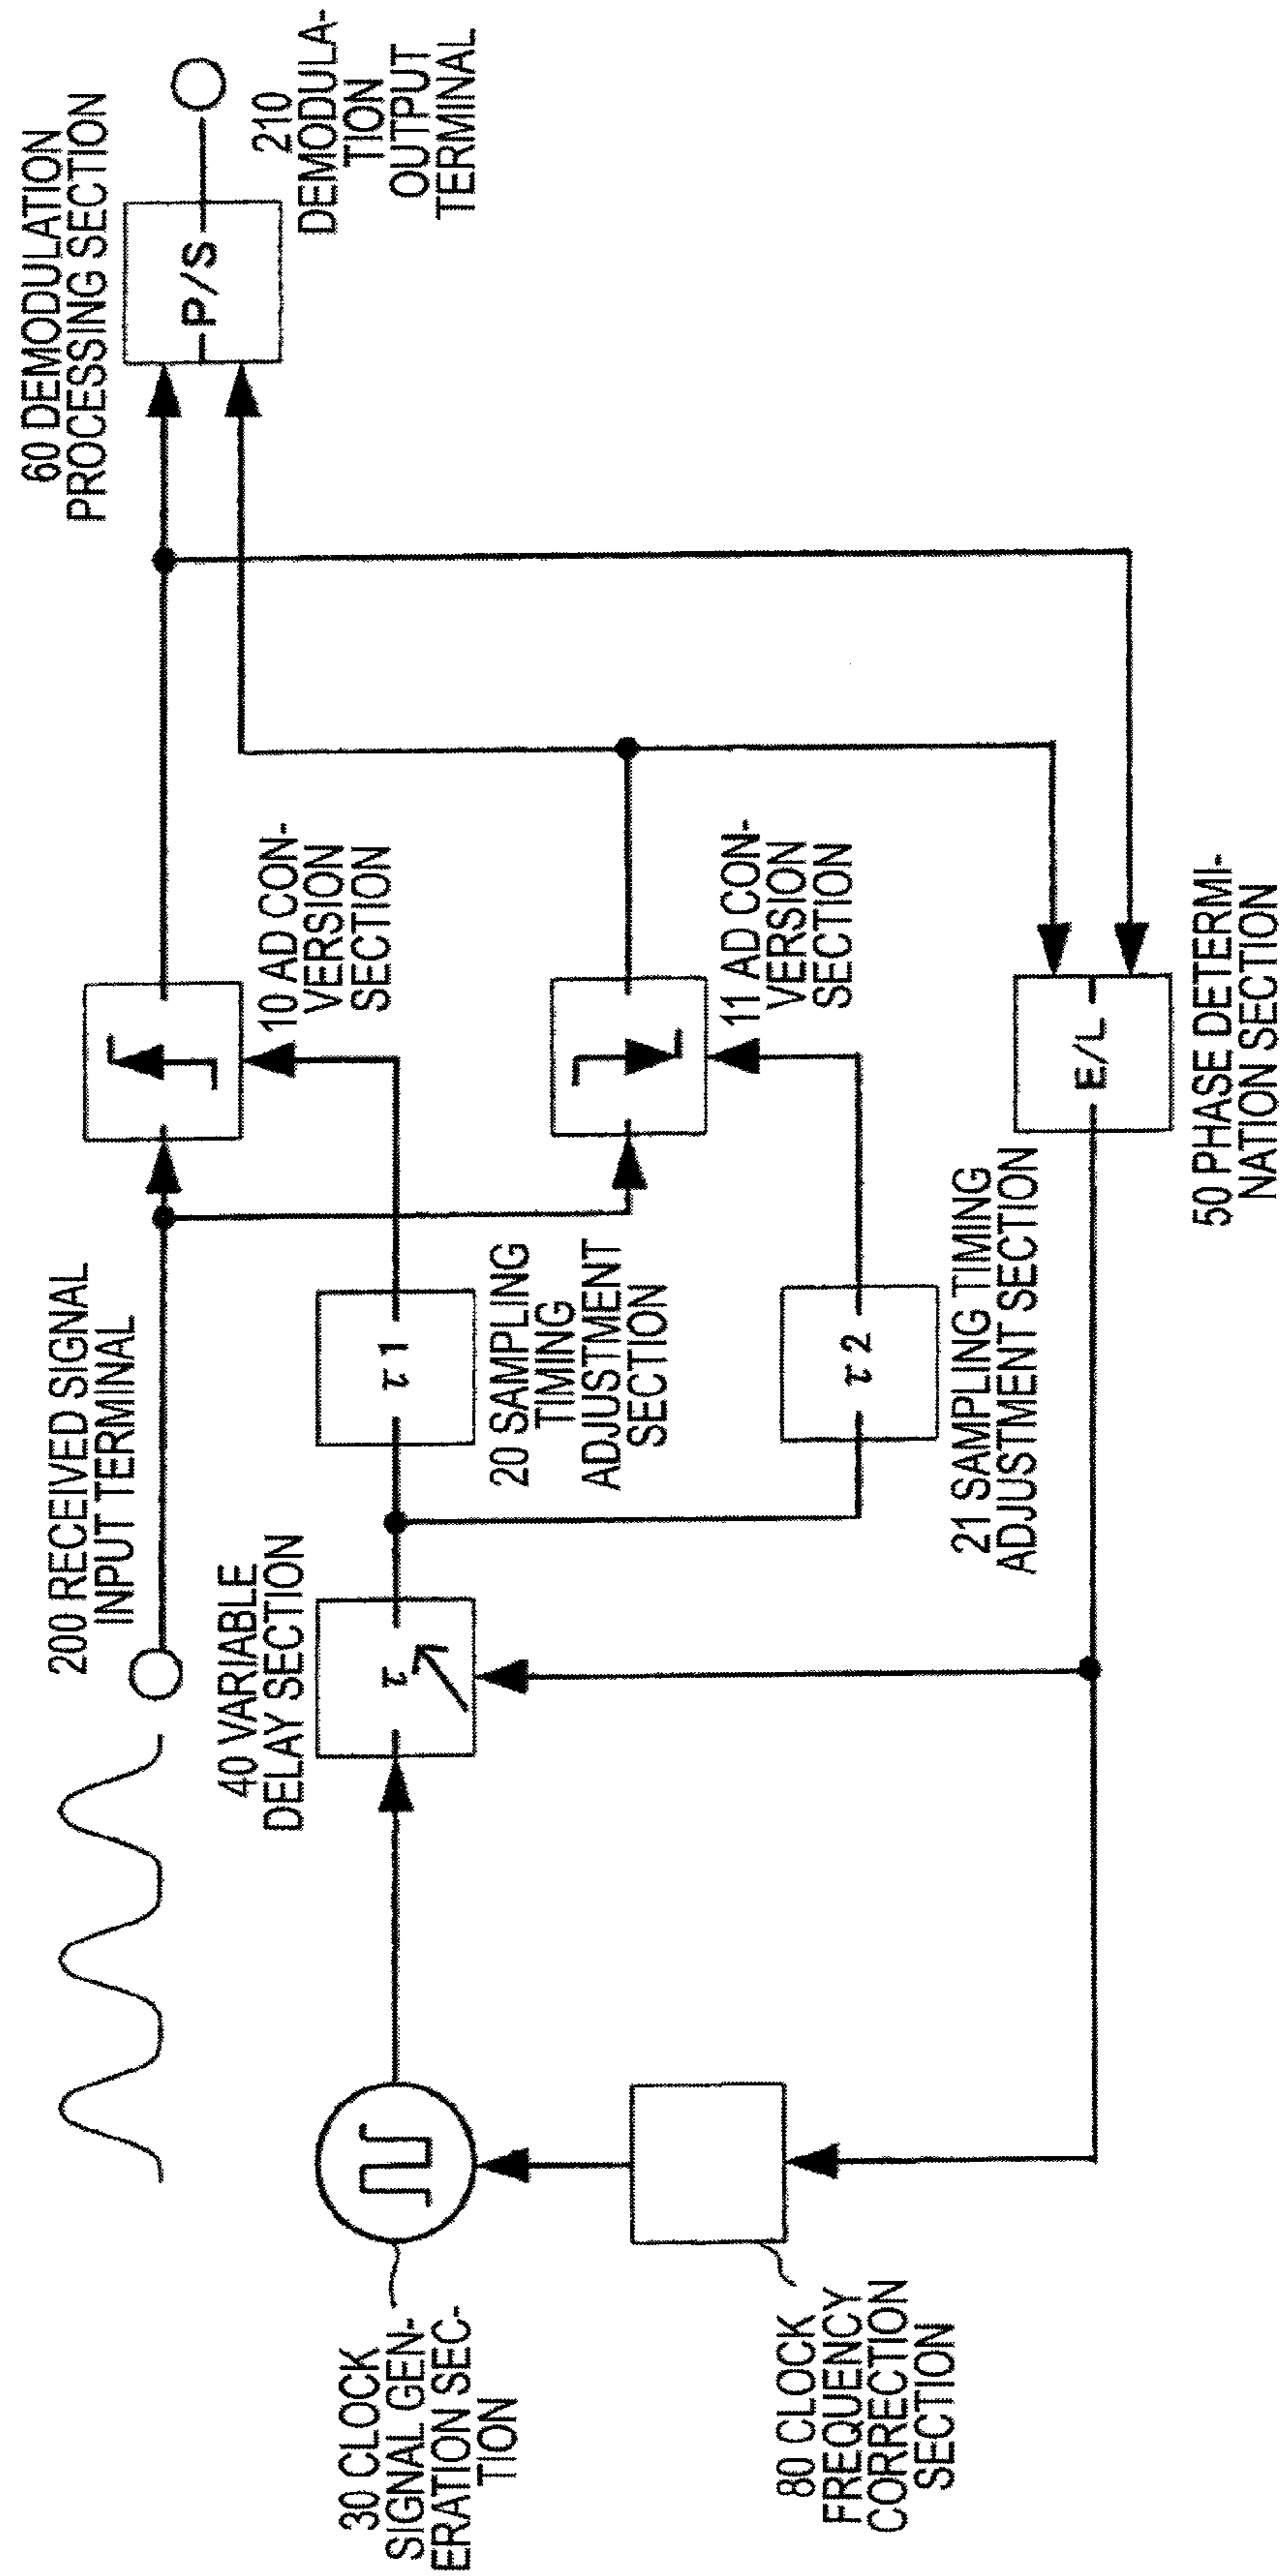 200 RECEIVED SIGNAL
INPUT TERMINAL
60 DEMODULATION
PROCESSING SECTION
P/S
210
DEMODULA-
TION
OUTPUT
TERMINAL
10 AD CON-
VERSION
SECTION
40 VARIABLE
DELAY SECTION
τ
τ 1
20 SAMPLING
TIMING
ADJUSTMENT
SECTION
11 AD CON-
VERSION
SECTION
30 CLOCK
SIGNAL GEN-
ERATION SEC-
TION
τ 2
21 SAMPLING TIMING
ADJUSTMENT SECTION
80 CLOCK
FREQUENCY
CORRECTION
SECTION
E/L
50 PHASE DETERMI-
NATION SECTION